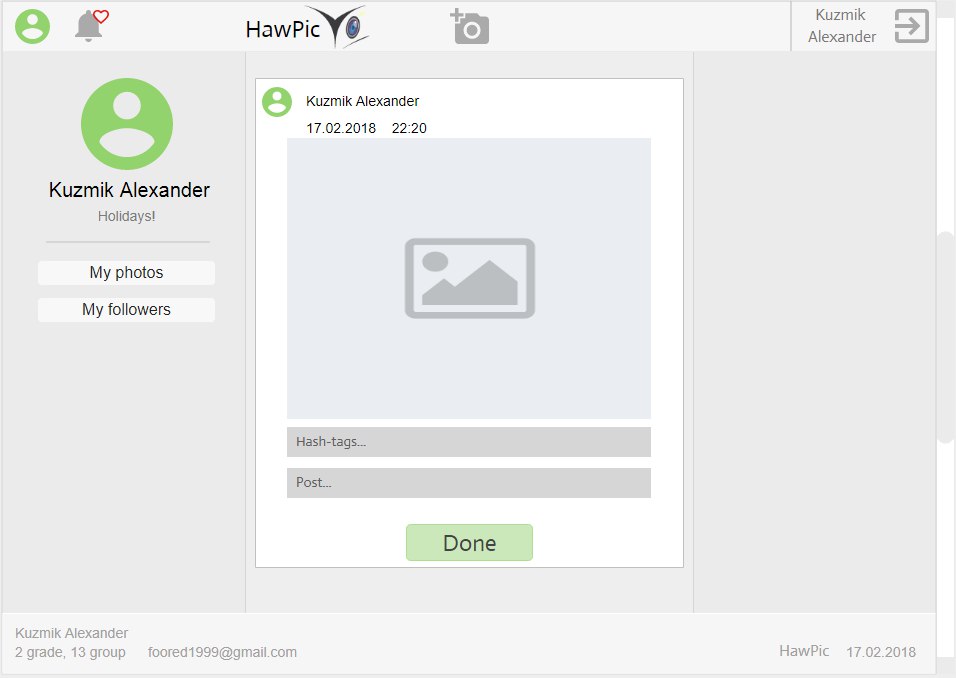 HawPic
Kuzmik
Alexander
Kuzmik Alexander
Holidays!
My photos
My followers
Kuzmik Alexander
17.02.2018 22:20
Hash-tags...
Post...
Done
Kuzmik Alexander
2 grade, 13 group foored1999@gmail.com
HawPic 17.02.2018